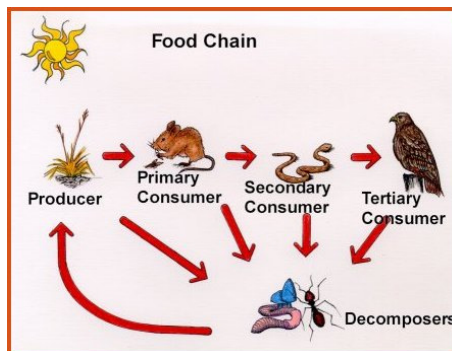 Food Chain
Producer
Primary
Consumer
Secondary
Consumer
Tertiary
Consumer
Decomposers